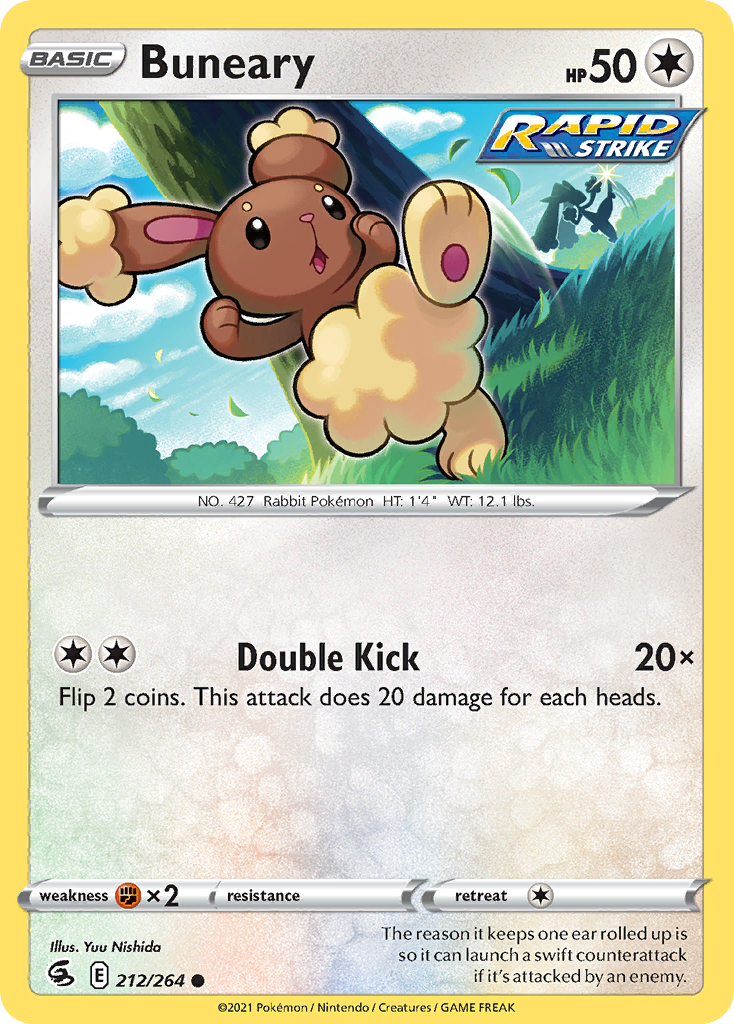 BASIC Buneary HP 50
RAPID
STRIKE
NO. 427 Rabbit Pokémon HT: 1'4" WT: 12.1 lbs.
Double Kick 20×
Flip 2 coins. This attack does 20 damage for each heads.
weakness ×2 resistance retreat
Illus. Yuu Nishida
The reason it keeps one ear rolled up is
so it can launch a swift counterattack
if it's attacked by an enemy.
E 212/264
©2021 Pokémon / Nintendo / Creatures / GAME FREAK